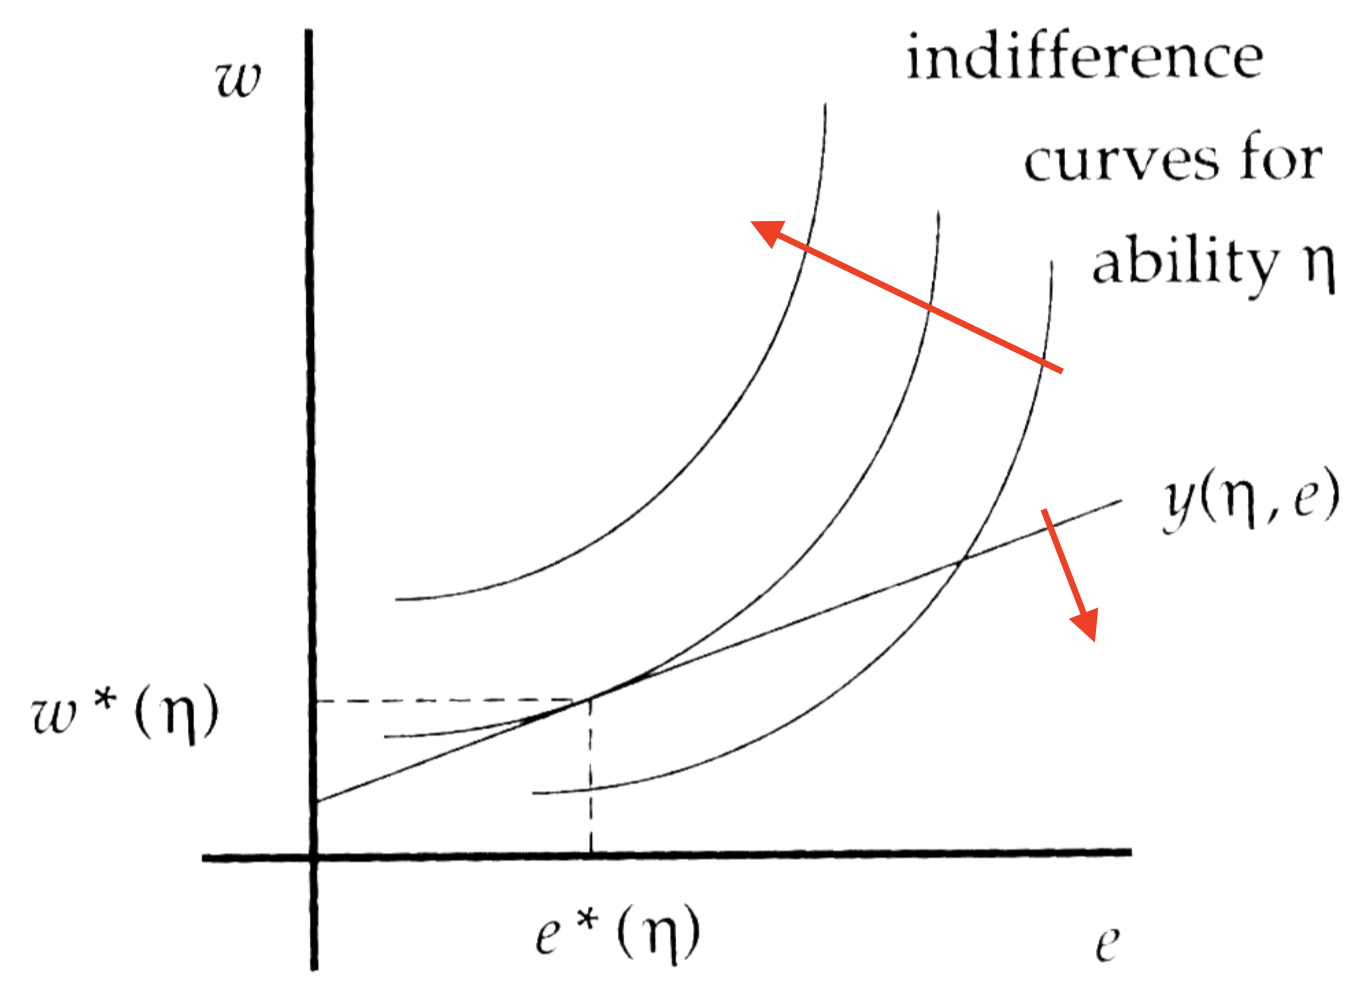 w
indifference
curves for
ability η
y(η, e)
w*(η)
e*(η)
e